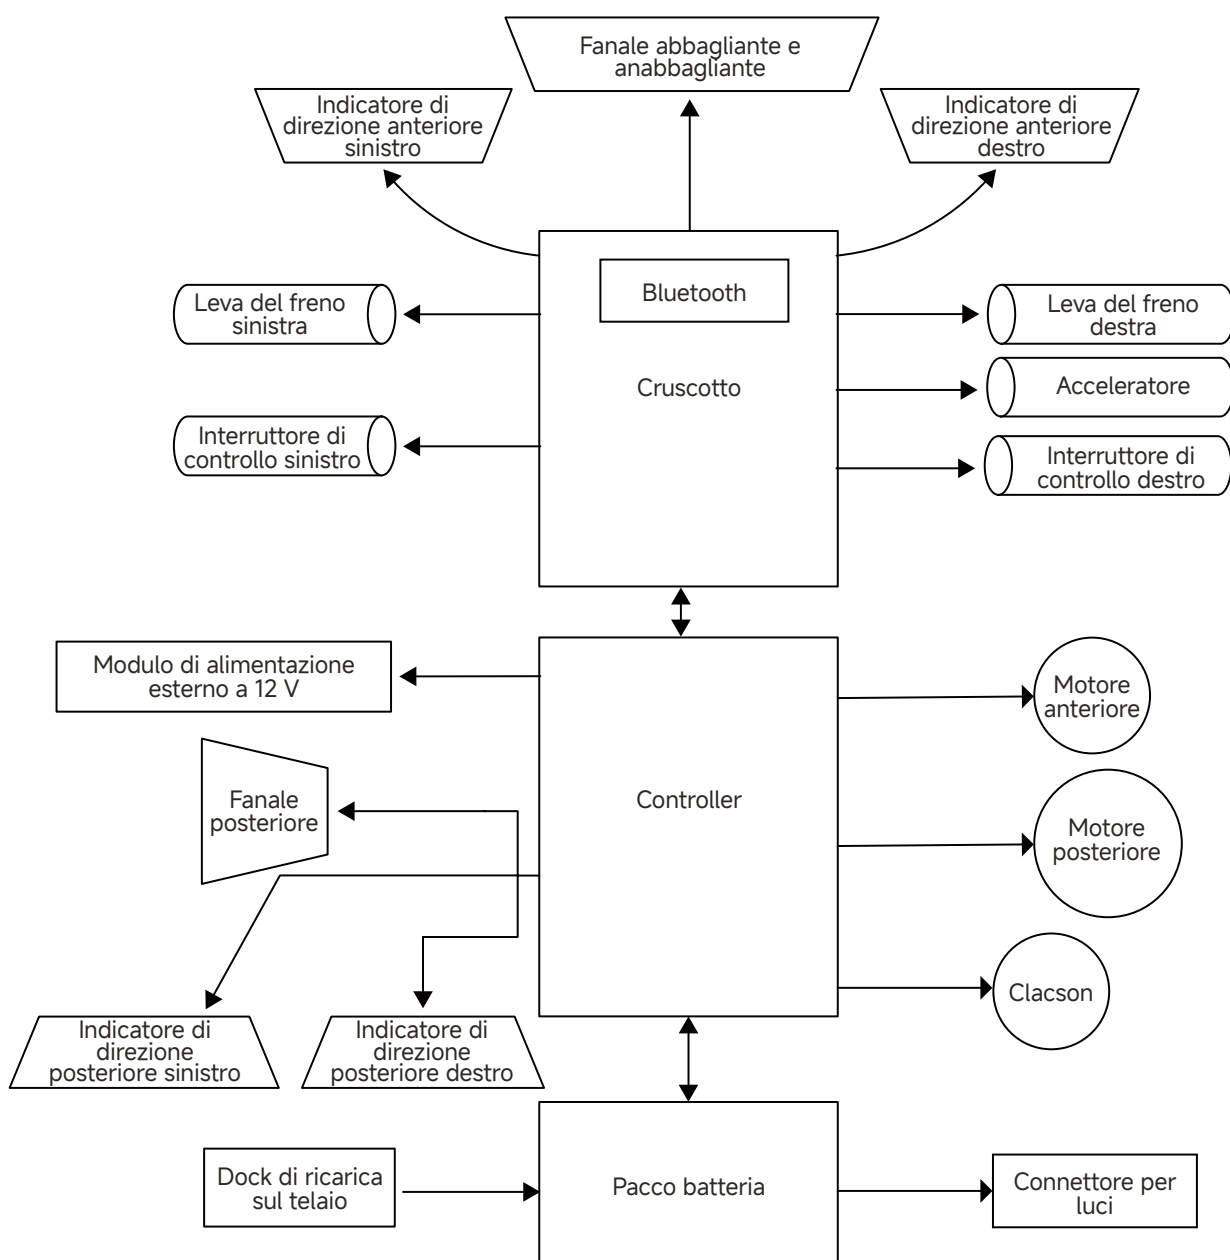 Fanale abbagliante e
anabbagliante
Indicatore di
direzione anteriore
sinistro
Indicatore di
direzione anteriore
destro
Bluetooth
Leva del freno
sinistra
Leva del freno
destra
Cruscotto
Acceleratore
Interruttore di
controllo sinistro
Interruttore di
controllo destro
Modulo di alimentazione
esterno a 12 V
Motore
anteriore
Fanale
posteriore
Controller
Motore
posteriore
Clacson
Indicatore di
direzione
posteriore sinistro
Indicatore di
direzione
posteriore destro
Dock di ricarica
sul telaio
Pacco batteria
Connettore per
luci